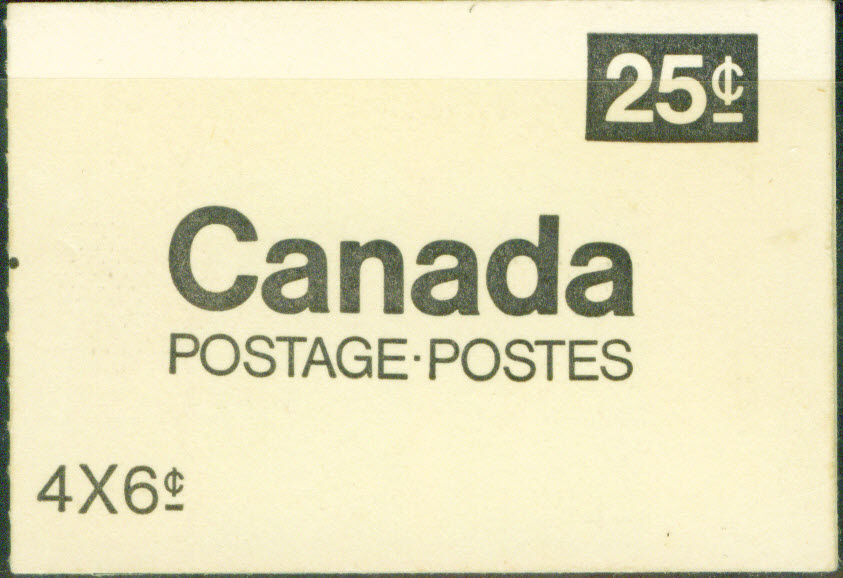 25¢
Canada
POSTAGE·POSTES
4X6¢